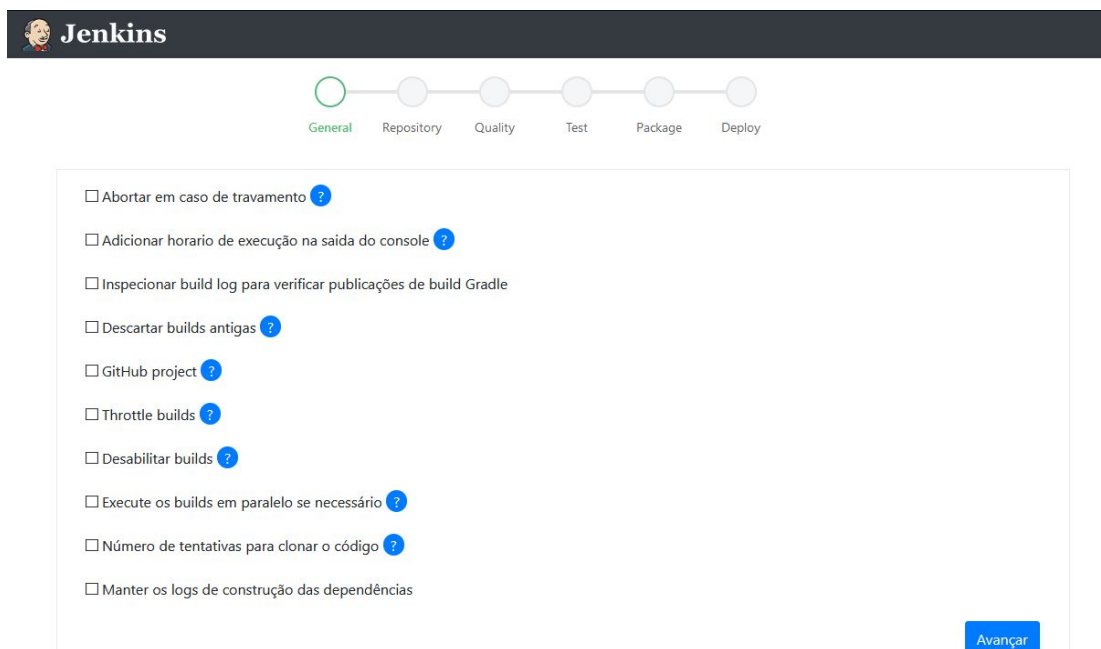 Jenkins
General Repository Quality Test Package Deploy
Abortar em caso de travamento ?
Adicionar horario de execução na saida do console ?
Inspecionar build log para verificar publicações de build Gradle
Descartar builds antigas ?
GitHub project ?
Throttle builds ?
Desabilitar builds ?
Execute os builds em paralelo se necessário ?
Número de tentativas para clonar o código ?
Manter os logs de construção das dependências
Avançar